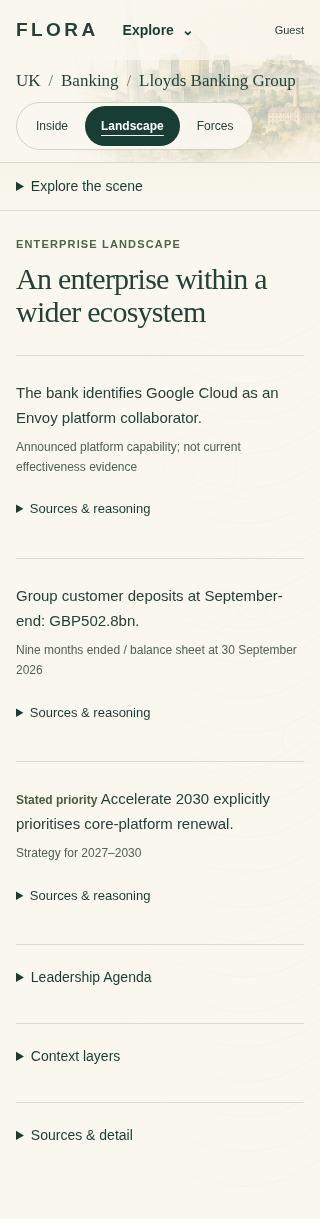 FLORA Explore Guest
UK / Banking / Lloyds Banking Group
Inside Landscape Forces
Explore the scene
ENTERPRISE LANDSCAPE
An enterprise within a
wider ecosystem
The bank identifies Google Cloud as an
Envoy platform collaborator.
Announced platform capability; not current
effectiveness evidence
Sources & reasoning
Group customer deposits at September-
end: GBP502.8bn.
Nine months ended / balance sheet at 30 September
2026
Sources & reasoning
Stated priority Accelerate 2030 explicitly
prioritises core-platform renewal.
Strategy for 2027–2030
Sources & reasoning
Leadership Agenda
Context layers
Sources & detail